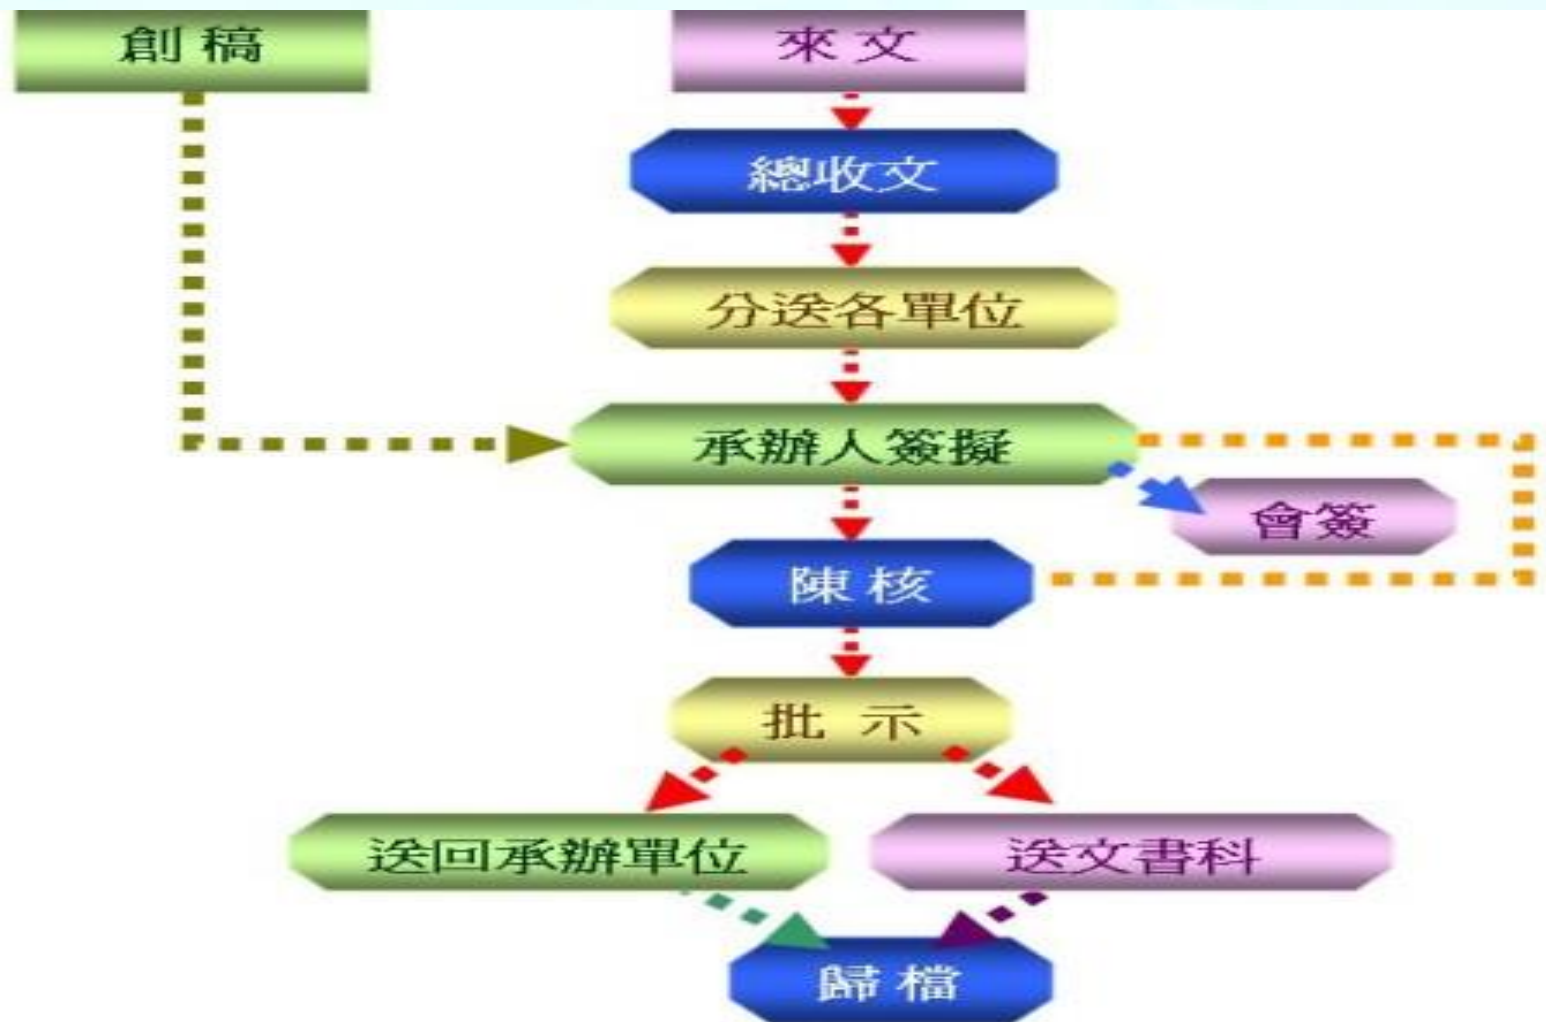 創稿
來文
總收文
分送各單位
承辦人簽擬
會簽
陳核
批示
送回承辦單位
送文書科
歸檔